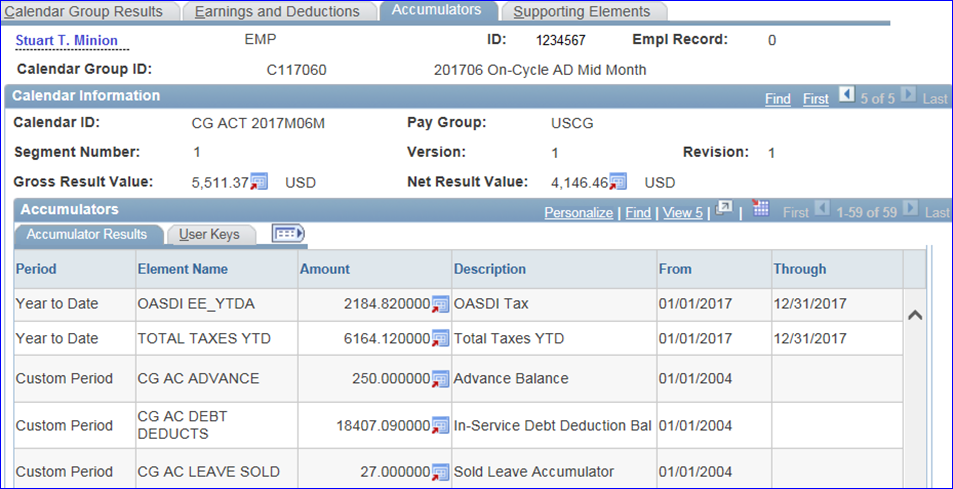 Calendar Group Results Earnings and Deductions Accumulators Supporting Elements
Stuart T. Minion EMP ID: 1234567 Empl Record: 0
Calendar Group ID: C117060 201706 On-Cycle AD Mid Month
Calendar Information Find First 5 of 5 Last
Calendar ID: CG ACT 2017M06M Pay Group: USCG
Segment Number: 1 Version: 1 Revision: 1
Gross Result Value: 5,511.37 USD Net Result Value: 4,146.46 USD
Accumulators Personalize | Find | View 5 | | First 1-59 of 59 Last
Accumulator Results User Keys
Period Element Name Amount Description From Through
Year to Date OASDI EE_YTDA 2184.820000 OASDI Tax 01/01/2017 12/31/2017
Year to Date TOTAL TAXES YTD 6164.120000 Total Taxes YTD 01/01/2017 12/31/2017
Custom Period CG AC ADVANCE 250.000000 Advance Balance 01/01/2004
Custom Period CG AC DEBT DEDUCTS 18407.090000 In-Service Debt Deduction Bal 01/01/2004
Custom Period CG AC LEAVE SOLD 27.000000 Sold Leave Accumulator 01/01/2004